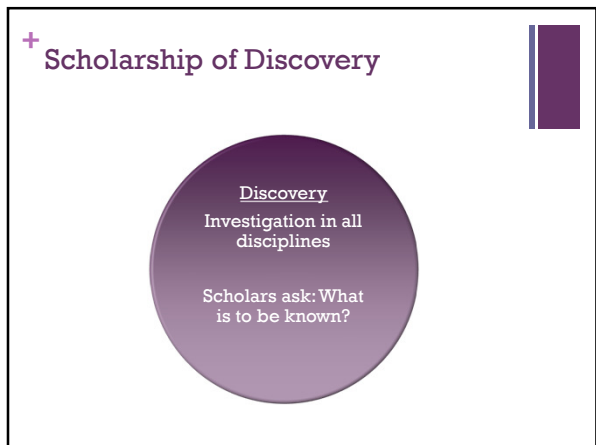 +
Scholarship of Discovery
Discovery
Investigation in all
disciplines
Scholars ask: What
is to be known?